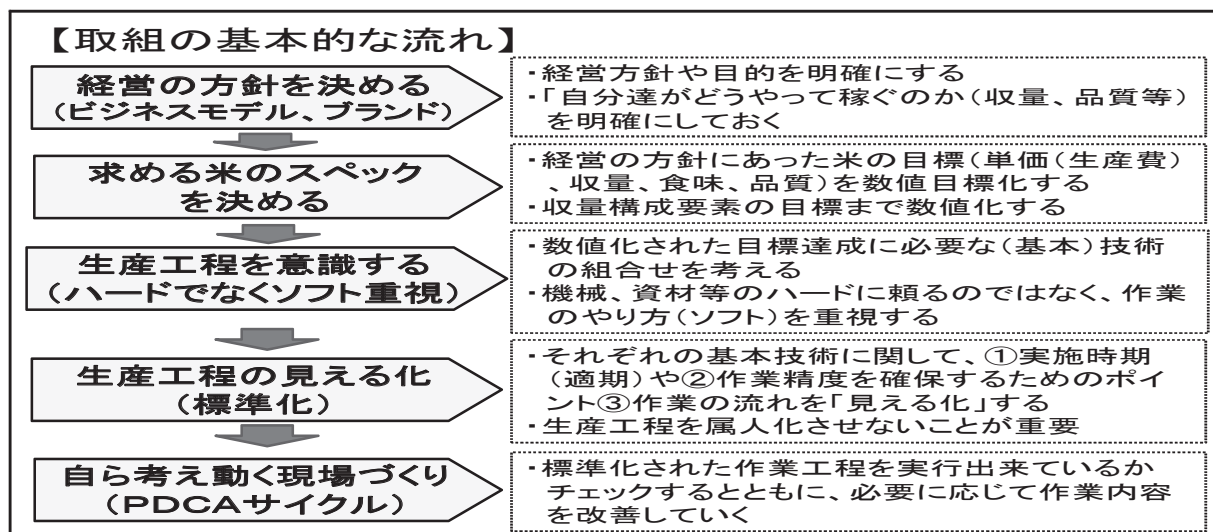 【取組の基本的な流れ】
経営の方針を決める
(ビジネスモデル、ブランド)
・経営方針や目的を明確にする
・「自分達がどうやって稼ぐのか(収量、品質等)
を明確にしておく
求める米のスペック
を決める
・経営の方針にあった米の目標(単価(生産費)
、収量、食味、品質)を数値目標化する
・収量構成要素の目標まで数値化する
生産工程を意識する
(ハードでなくソフト重視)
・数値化された目標達成に必要な(基本)技術
の組合せを考える
・機械、資材等のハードに頼るのではなく、作業
のやり方(ソフト)を重視する
生産工程の見える化
(標準化)
・それぞれの基本技術に関して、①実施時期
(適期)や②作業精度を確保するためのポイ
ント③作業の流れを「見える化」する
・生産工程を属人化させないことが重要
自ら考え動く現場づくり
(PDCAサイクル)
・標準化された作業工程を実行出来ているか
チェックするとともに、必要に応じて作業内容
を改善していく